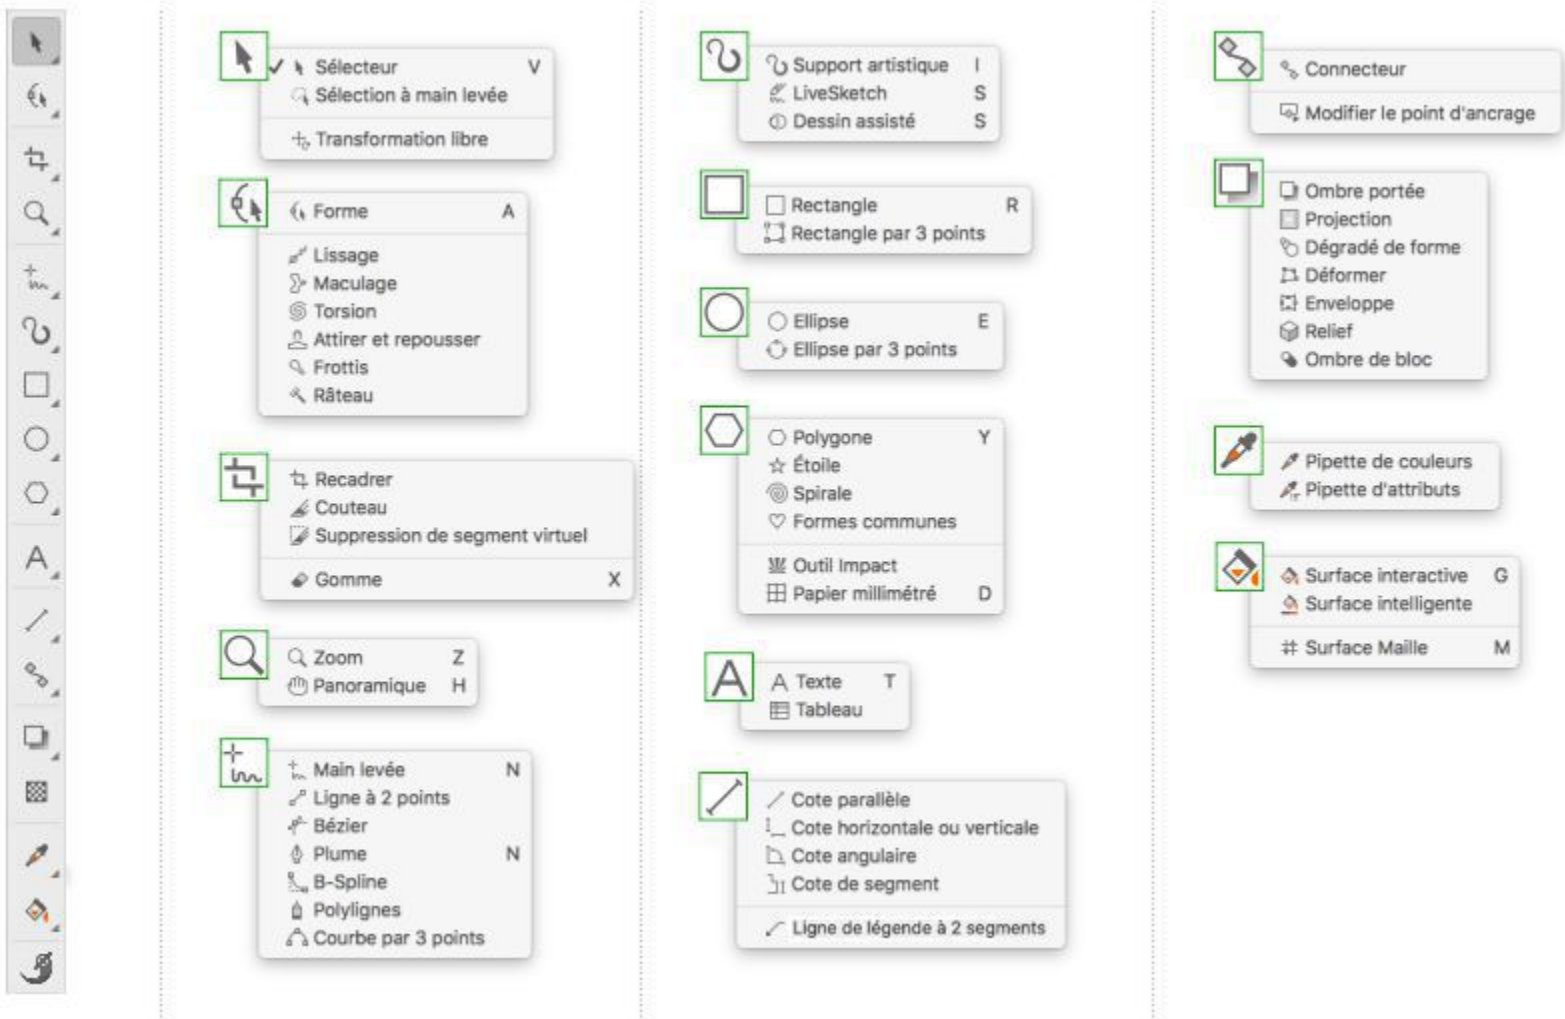 Sélecteur V
Sélection à main levée
Transformation libre
Forme A
Lissage
Maculage
Torsion
Attirer et repousser
Frottis
Râteau
Recadrer
Couteau
Suppression de segment virtuel
Gomme X
Zoom Z
Panoramique H
Main levée N
Ligne à 2 points
Bézier
Plume N
B-Spline
Polylignes
Courbe par 3 points
Support artistique I
LiveSketch S
Dessin assisté S
Rectangle R
Rectangle par 3 points
Ellipse E
Ellipse par 3 points
Polygone Y
Étoile
Spirale
Formes communes
Outil Impact
Papier millimétré D
Texte T
Tableau
Cote parallèle
Cote horizontale ou verticale
Cote angulaire
Cote de segment
Ligne de légende à 2 segments
Connecteur
Modifier le point d'ancrage
Ombre portée
Projection
Dégradé de forme
Déformer
Enveloppe
Relief
Ombre de bloc
Pipette de couleurs
Pipette d'attributs
Surface interactive G
Surface intelligente
Surface Maille M